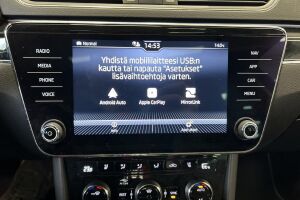 Normal
14:53
RADIO
MEDIA
PHONE
VOICE
NAV
APP
CAR
MENU
Yhdistä mobiililaitteesi USB:n
kautta tai napauta "Asetukset"
lisävaihtoehtoja varten.
Android Auto
Apple CarPlay
MirrorLink